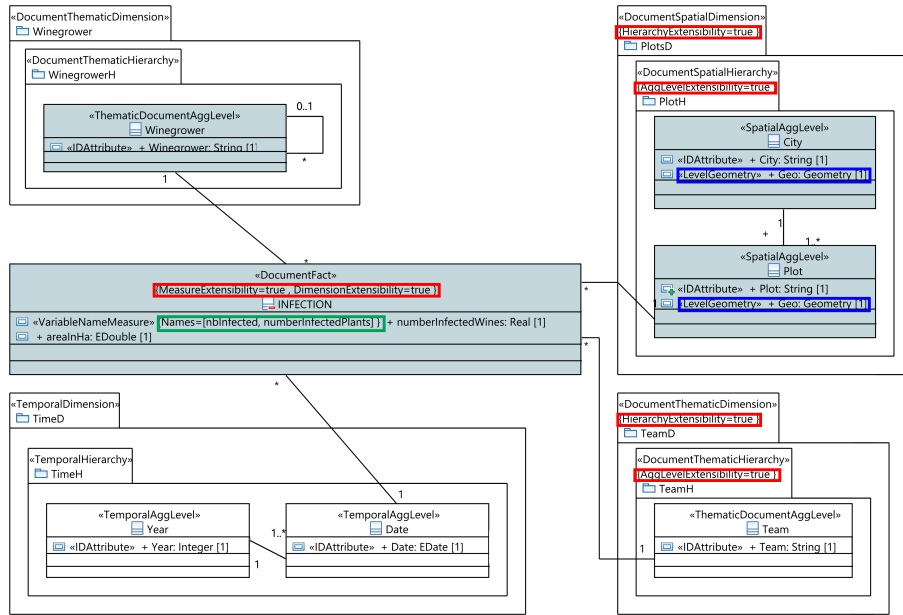 «DocumentThematicDimension»
Winegrower
«DocumentThematicHierarchy»
WinegrowerH
«ThematicDocumentAggLevel»
Winegrower
«IDAttribute» + Winegrower: String [1]
0..1
*
1
*
«DocumentSpatialDimension»
{HierarchyExtensibility=true }
PlotsD
«DocumentSpatialHierarchy»
{AggLevelExtensibility=true }
PlotH
«SpatialAggLevel»
City
«IDAttribute» + City: String [1]
«LevelGeometry» + Geo: Geometry [1]
1
+
1..*
«SpatialAggLevel»
Plot
«IDAttribute» + Plot: String [1]
«LevelGeometry» + Geo: Geometry [1]
1
«DocumentFact»
{MeasureExtensibility=true , DimensionExtensibility=true }
INFECTION
«VariableNameMeasure» {Names=[nbInfected, numberInfectedPlants] } + numberInfectedWines: Real [1]
+ areaInHa: EDouble [1]
*
*
*
«TemporalDimension»
TimeD
«TemporalHierarchy»
TimeH
«TemporalAggLevel»
Year
«IDAttribute» + Year: Integer [1]
1..*
1
1
«TemporalAggLevel»
Date
«IDAttribute» + Date: EDate [1]
«DocumentThematicDimension»
{HierarchyExtensibility=true }
TeamD
«DocumentThematicHierarchy»
{AggLevelExtensibility=true }
TeamH
«ThematicDocumentAggLevel»
Team
«IDAttribute» + Team: String [1]
1